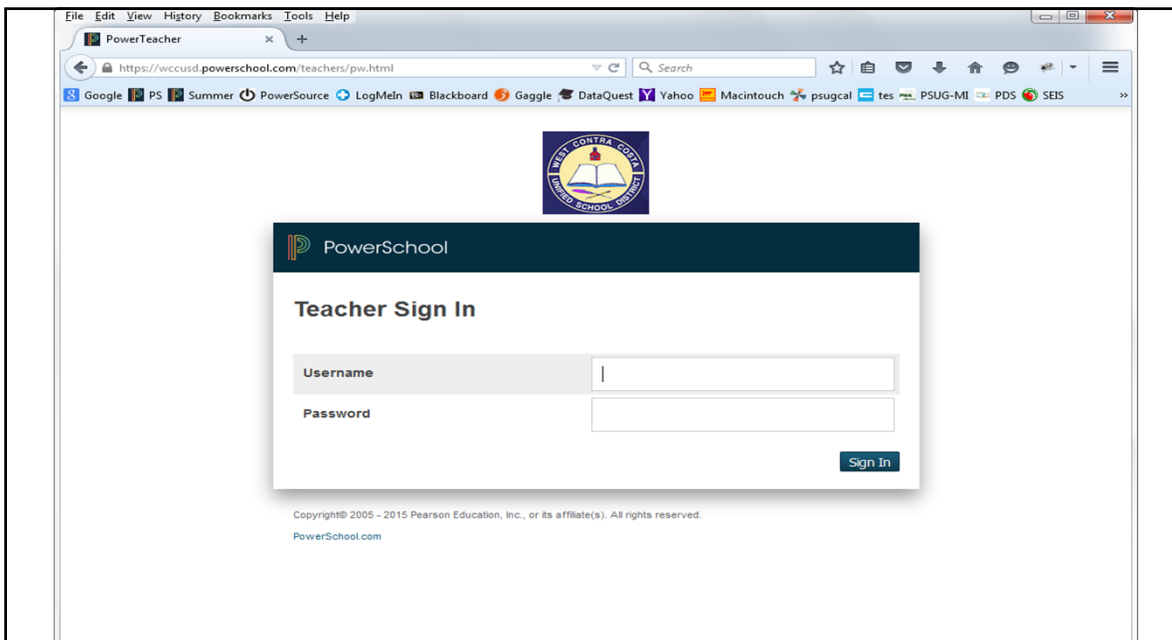 File Edit View History Bookmarks Tools Help
PowerTeacher × +
https://wccusd.powerschool.com/teachers/pw.html Search
Google PS Summer PowerSource LogMeIn Blackboard Gaggle DataQuest Yahoo Macintouch psugcal tes PSUG-MI PDS SEIS »
WEST CONTRA COSTA
UNIFIED SCHOOL DISTRICT
PowerSchool
Teacher Sign In
Username
Password
Sign In
Copyright© 2005 - 2015 Pearson Education, Inc., or its affiliate(s). All rights reserved.
PowerSchool.com